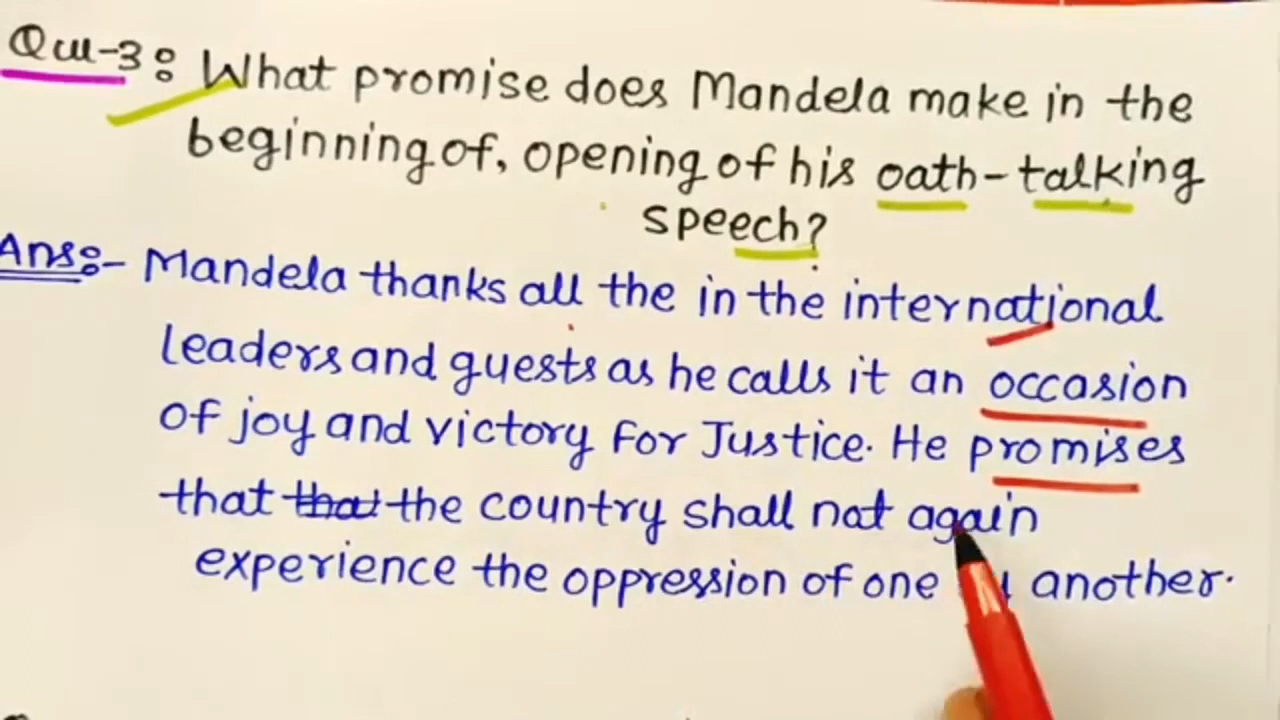 Que-3: What promise does Mandela make in the
beginning of, opening of his oath-talking
speech?
Ans:- Mandela thanks all the in the international
leaders and guests as he calls it an occasion
of joy and victory for Justice. He promises
that that the country shall not again
experience the oppression of one another.